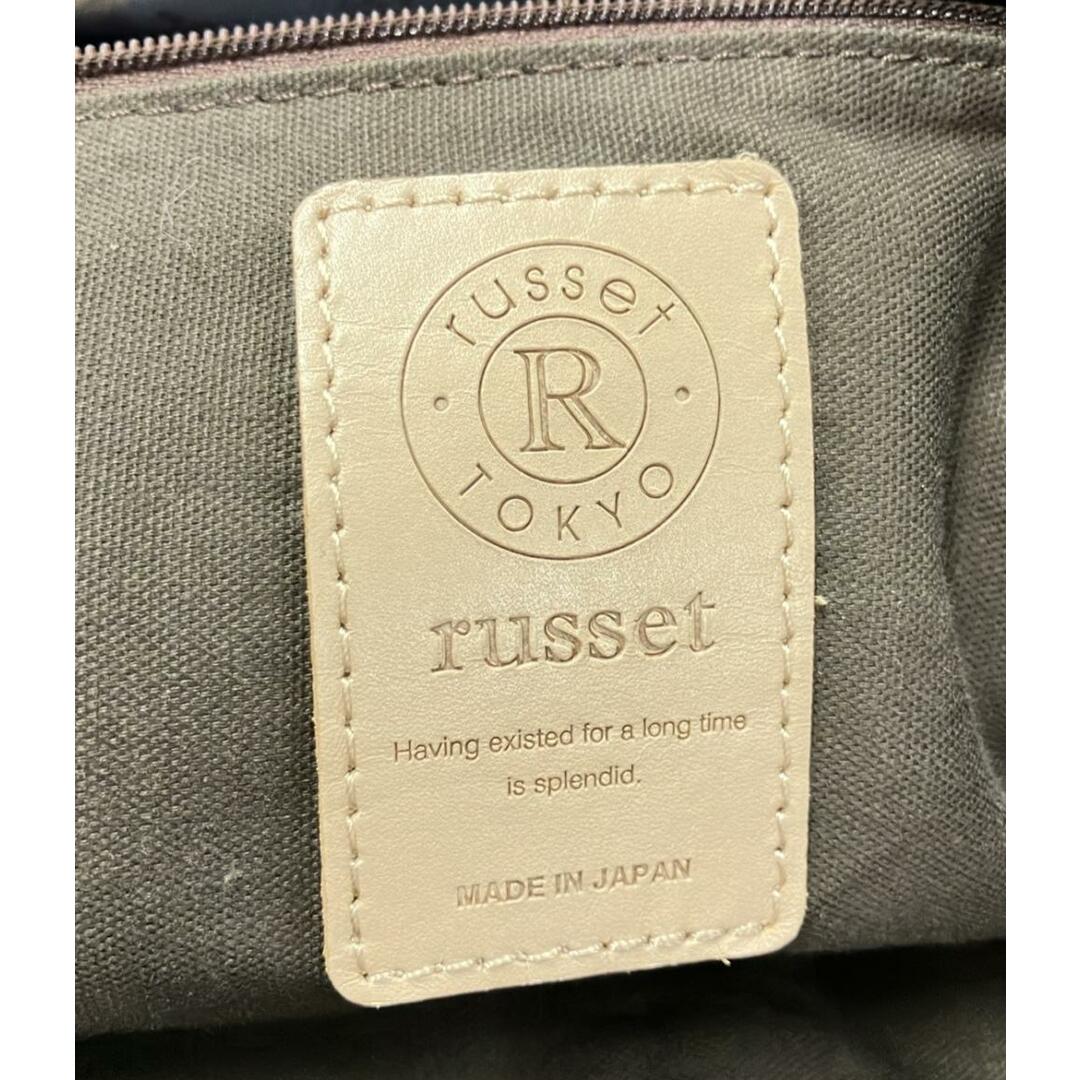 russet
R
TOKYO
russet
Having existed for a long time
is splendid.
MADE IN JAPAN